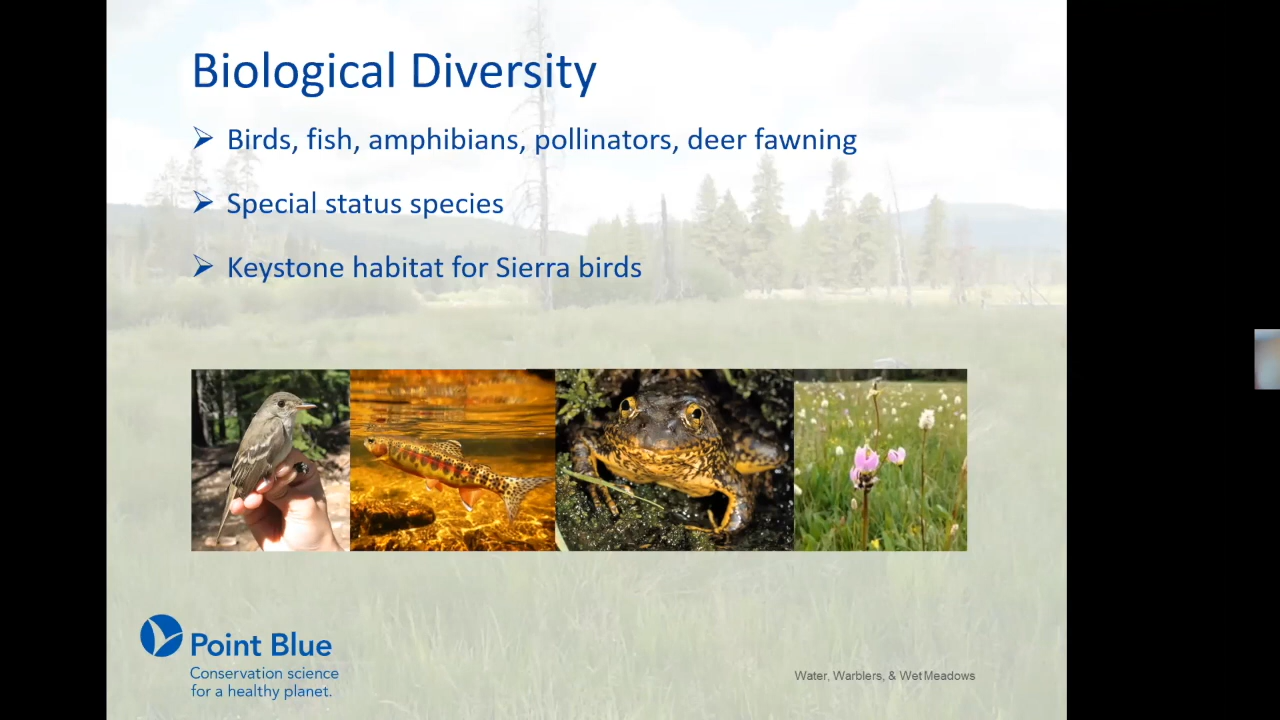 Biological Diversity
Birds, fish, amphibians, pollinators, deer fawning
Special status species
Keystone habitat for Sierra birds
Point Blue
Conservation science
for a healthy planet.
Water, Warblers, & Wet Meadows